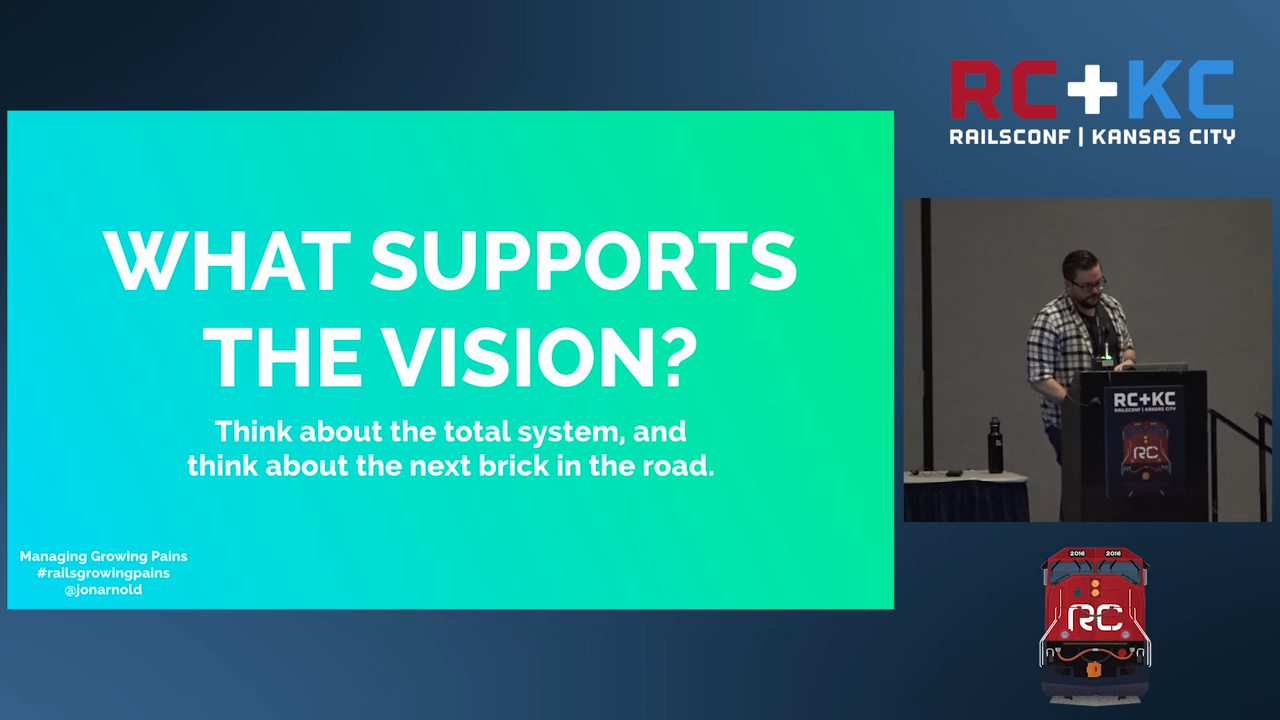 RC+KC
RAILSCONF | KANSAS CITY
WHAT SUPPORTS
THE VISION?
Think about the total system, and
think about the next brick in the road.
Managing Growing Pains
#railsgrowingpains
@jonarnold
RC+KC
RAILSCONF | KANSAS CITY
RC
2016 2016
RC